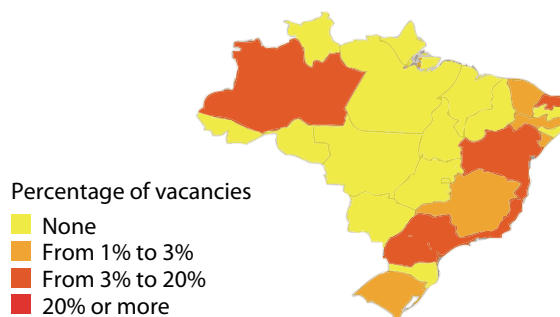 Percentage of vacancies
None
From 1% to 3%
From 3% to 20%
20% or more